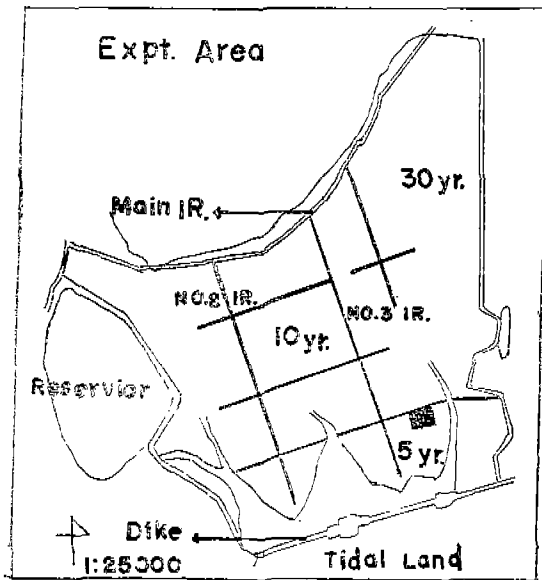 Expt. Area
30 yr.
Main IR.
NO.2 IR.
NO.3 IR.
10 yr.
Reservior
5 yr.
Dike
1:25000
Tidal Land